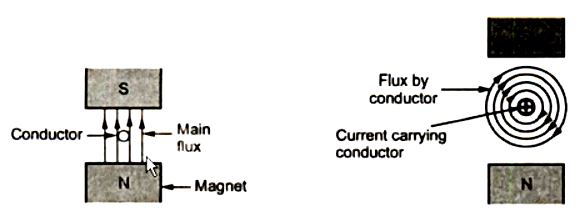 S
Conductor
Main
flux
N
Magnet
Flux by
conductor
Current carrying
conductor
N